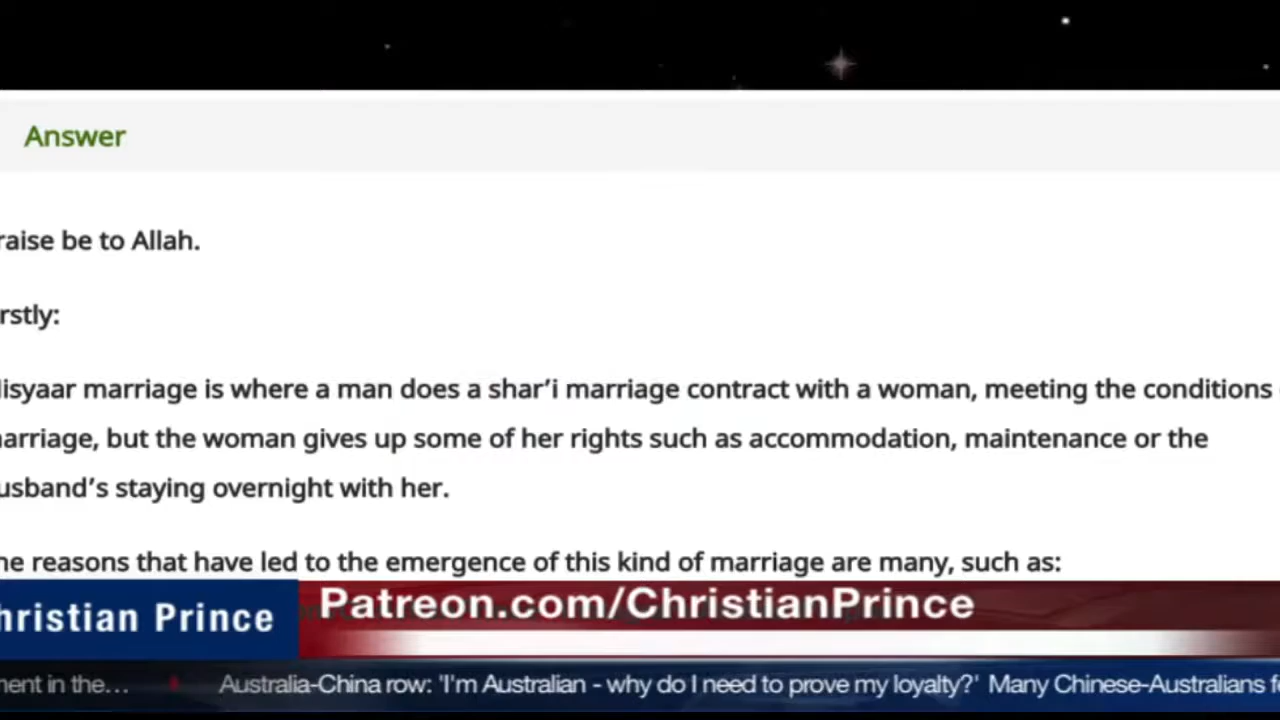 Answer
raise be to Allah.
rstly:
isyaar marriage is where a man does a shar’i marriage contract with a woman, meeting the conditions
arriage, but the woman gives up some of her rights such as accommodation, maintenance or the
usband’s staying overnight with her.
he reasons that have led to the emergence of this kind of marriage are many, such as:
hristian Prince
Patreon.com/ChristianPrince
ment in the...
Australia-China row: 'I'm Australian - why do I need to prove my loyalty?' Many Chinese-Australians f